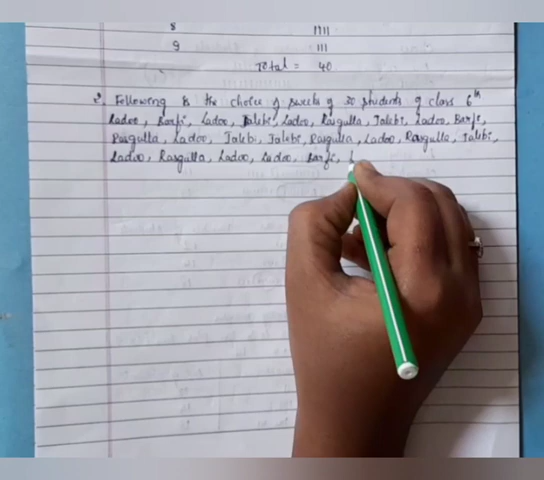 8 ||||
9 |||
Total = 40
2. Following is the choice of sweets of 30 students of class 6th
Ladoo, Barfi, Ladoo, Jalebi, Ladoo, Rasgulla, Jalebi, Ladoo, Barfi,
Rasgulla, Ladoo, Jalebi, Jalebi, Rasgulla, Ladoo, Rasgulla, Jalebi,
Ladoo, Rasgulla, Ladoo, Ladoo, Barfi, L